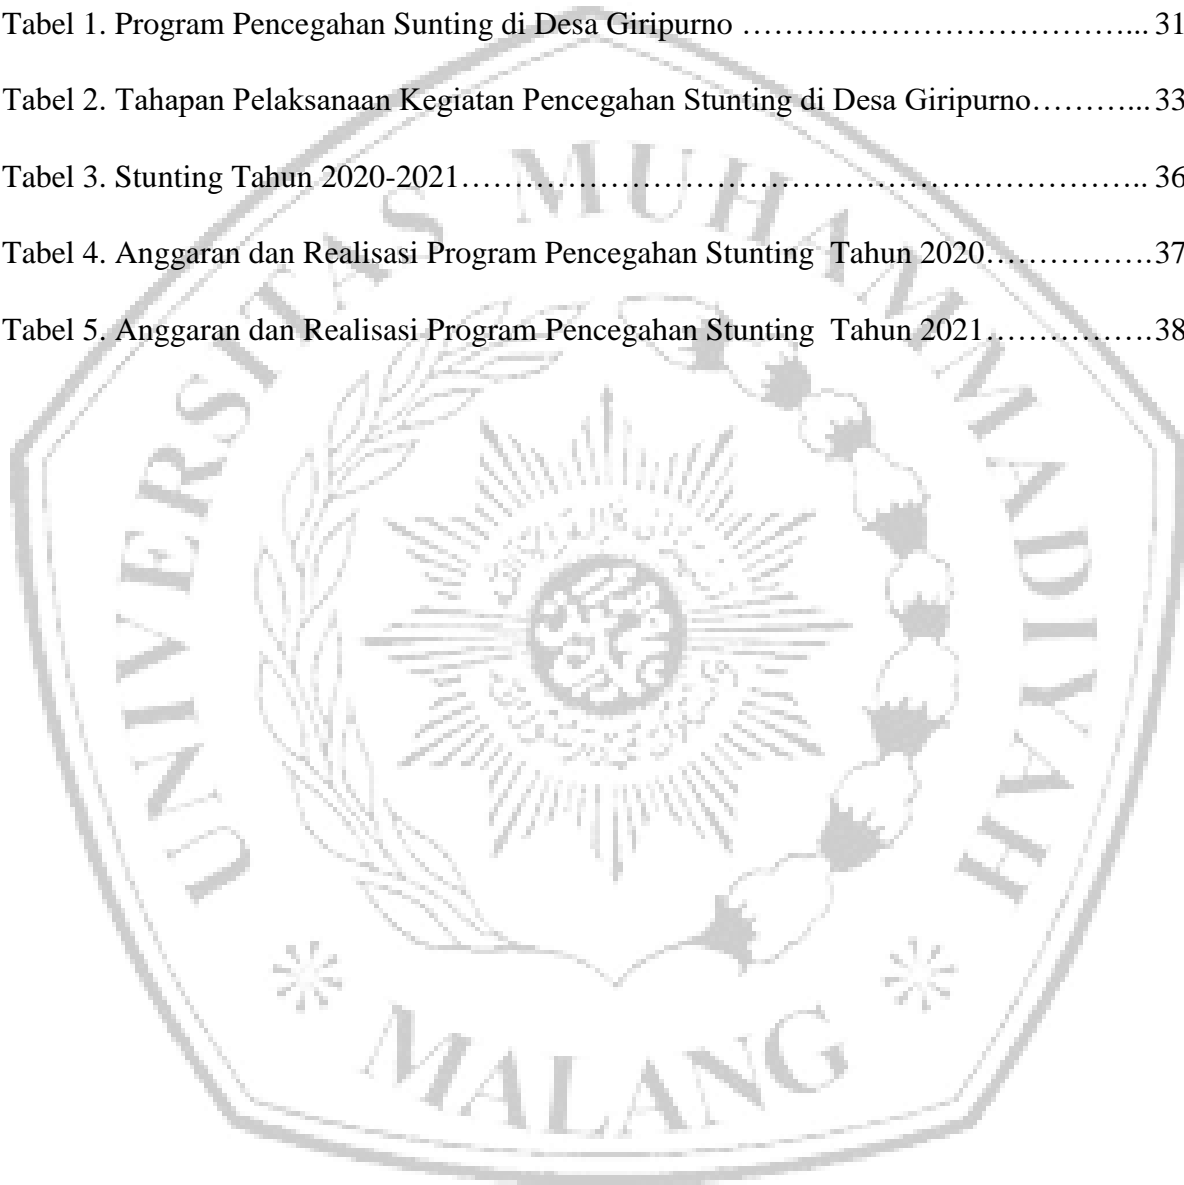 Tabel 1. Program Pencegahan Sunting di Desa Giripurno ………………………………... 31
Tabel 2. Tahapan Pelaksanaan Kegiatan Pencegahan Stunting di Desa Giripurno………... 33
Tabel 3. Stunting Tahun 2020-2021………………………………………………………….. 36
Tabel 4. Anggaran dan Realisasi Program Pencegahan Stunting  Tahun 2020…………….37
Tabel 5. Anggaran dan Realisasi Program Pencegahan Stunting  Tahun 2021…………….38
UNIVERSITAS MUHAMMADIYAH
MALANG